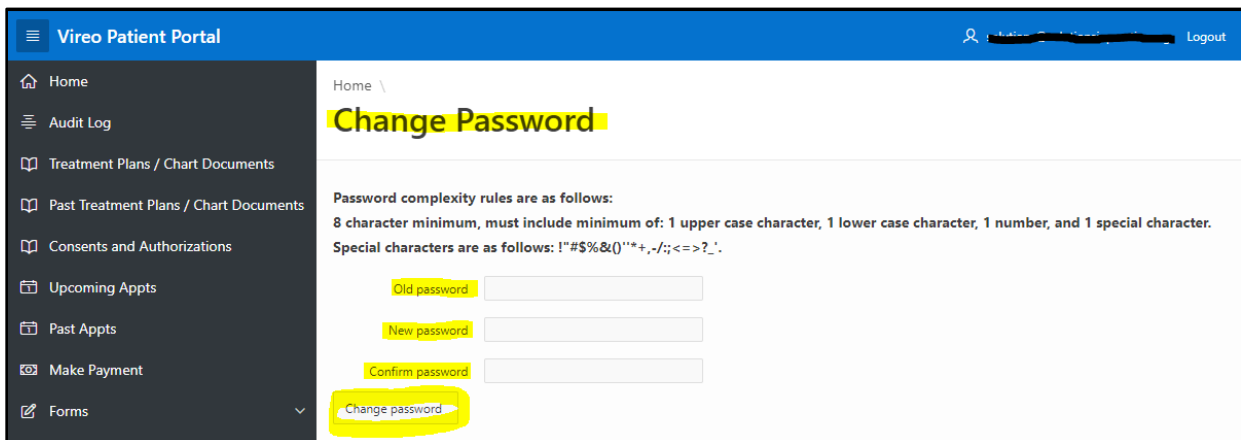 Vireo Patient Portal
Logout
Home
Audit Log
Treatment Plans / Chart Documents
Past Treatment Plans / Chart Documents
Consents and Authorizations
Upcoming Appts
Past Appts
Make Payment
Forms
Home \
Change Password
Password complexity rules are as follows:
8 character minimum, must include minimum of: 1 upper case character, 1 lower case character, 1 number, and 1 special character.
Special characters are as follows: !"#$%&()''*+,-/:;<=>?_'.
Old password
New password
Confirm password
Change password